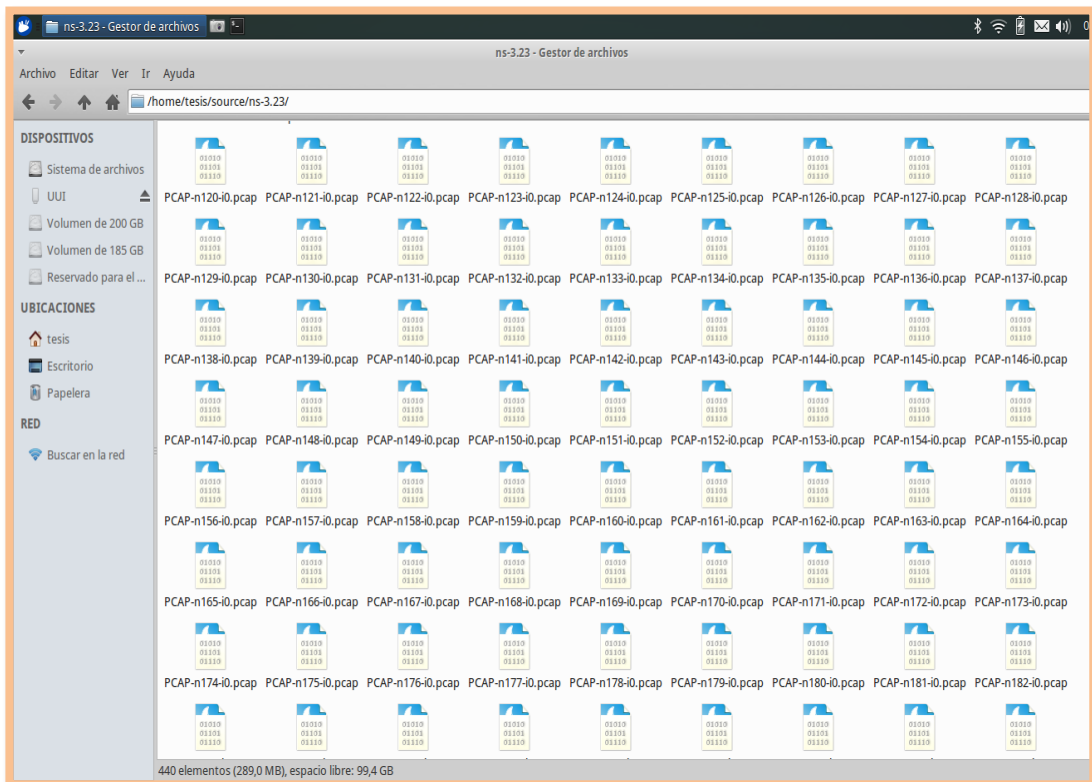 ns-3.23 - Gestor de archivos
ns-3.23 - Gestor de archivos
Archivo Editar Ver Ir Ayuda
/home/tesis/source/ns-3.23/
DISPOSITIVOS
Sistema de archivos
UUI
Volumen de 200 GB
Volumen de 185 GB
Reservado para el ...
UBICACIONES
tesis
Escritorio
Papelera
RED
Buscar en la red
PCAP-n120-i0.pcap PCAP-n121-i0.pcap PCAP-n122-i0.pcap PCAP-n123-i0.pcap PCAP-n124-i0.pcap PCAP-n125-i0.pcap PCAP-n126-i0.pcap PCAP-n127-i0.pcap PCAP-n128-i0.pcap
PCAP-n129-i0.pcap PCAP-n130-i0.pcap PCAP-n131-i0.pcap PCAP-n132-i0.pcap PCAP-n133-i0.pcap PCAP-n134-i0.pcap PCAP-n135-i0.pcap PCAP-n136-i0.pcap PCAP-n137-i0.pcap
PCAP-n138-i0.pcap PCAP-n139-i0.pcap PCAP-n140-i0.pcap PCAP-n141-i0.pcap PCAP-n142-i0.pcap PCAP-n143-i0.pcap PCAP-n144-i0.pcap PCAP-n145-i0.pcap PCAP-n146-i0.pcap
PCAP-n147-i0.pcap PCAP-n148-i0.pcap PCAP-n149-i0.pcap PCAP-n150-i0.pcap PCAP-n151-i0.pcap PCAP-n152-i0.pcap PCAP-n153-i0.pcap PCAP-n154-i0.pcap PCAP-n155-i0.pcap
PCAP-n156-i0.pcap PCAP-n157-i0.pcap PCAP-n158-i0.pcap PCAP-n159-i0.pcap PCAP-n160-i0.pcap PCAP-n161-i0.pcap PCAP-n162-i0.pcap PCAP-n163-i0.pcap PCAP-n164-i0.pcap
PCAP-n165-i0.pcap PCAP-n166-i0.pcap PCAP-n167-i0.pcap PCAP-n168-i0.pcap PCAP-n169-i0.pcap PCAP-n170-i0.pcap PCAP-n171-i0.pcap PCAP-n172-i0.pcap PCAP-n173-i0.pcap
PCAP-n174-i0.pcap PCAP-n175-i0.pcap PCAP-n176-i0.pcap PCAP-n177-i0.pcap PCAP-n178-i0.pcap PCAP-n179-i0.pcap PCAP-n180-i0.pcap PCAP-n181-i0.pcap PCAP-n182-i0.pcap
440 elementos (289,0 MB), espacio libre: 99,4 GB